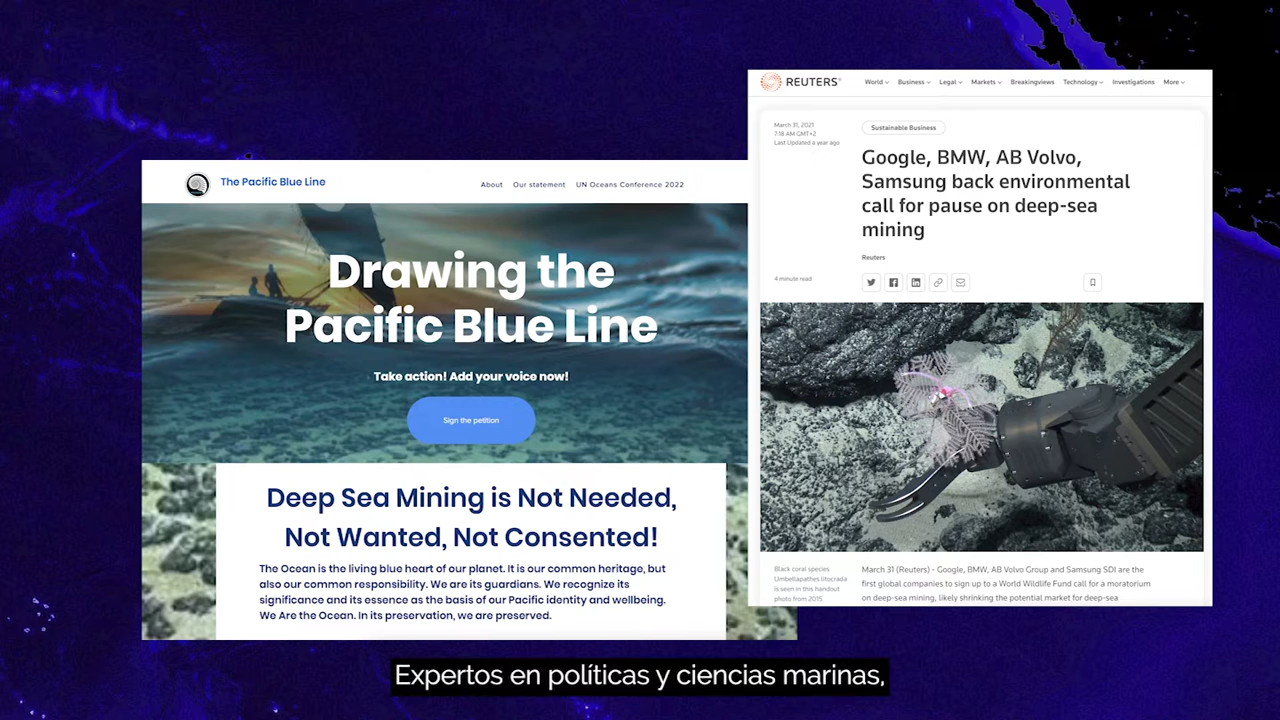 The Pacific Blue Line
About Our statement UN Oceans Conference 2022
Drawing the
Pacific Blue Line
Take action! Add your voice now!
Sign the petition
Deep Sea Mining is Not Needed,
Not Wanted, Not Consented!
The Ocean is the living blue heart of our planet. It is our common heritage, but
also our common responsibility. We are its guardians. We recognize its
significance and its essence as the basis of our Pacific identity and wellbeing.
We Are the Ocean. In its preservation, we are preserved.
REUTERS®
World Business Legal Markets Breakingviews Technology Investigations More
March 31, 2021
7:18 AM GMT+2
Last Updated a year ago
Sustainable Business
Google, BMW, AB Volvo,
Samsung back environmental
call for pause on deep-sea
mining
Reuters
4 minute read
Black coral species
Umbellapathes litocrada
is seen in this handout
photo from 2015
March 31 (Reuters) - Google, BMW, AB Volvo Group and Samsung SDI are the
first global companies to sign up to a World Wildlife Fund call for a moratorium
on deep-sea mining, likely shrinking the potential market for deep-sea
Expertos en políticas y ciencias marinas,